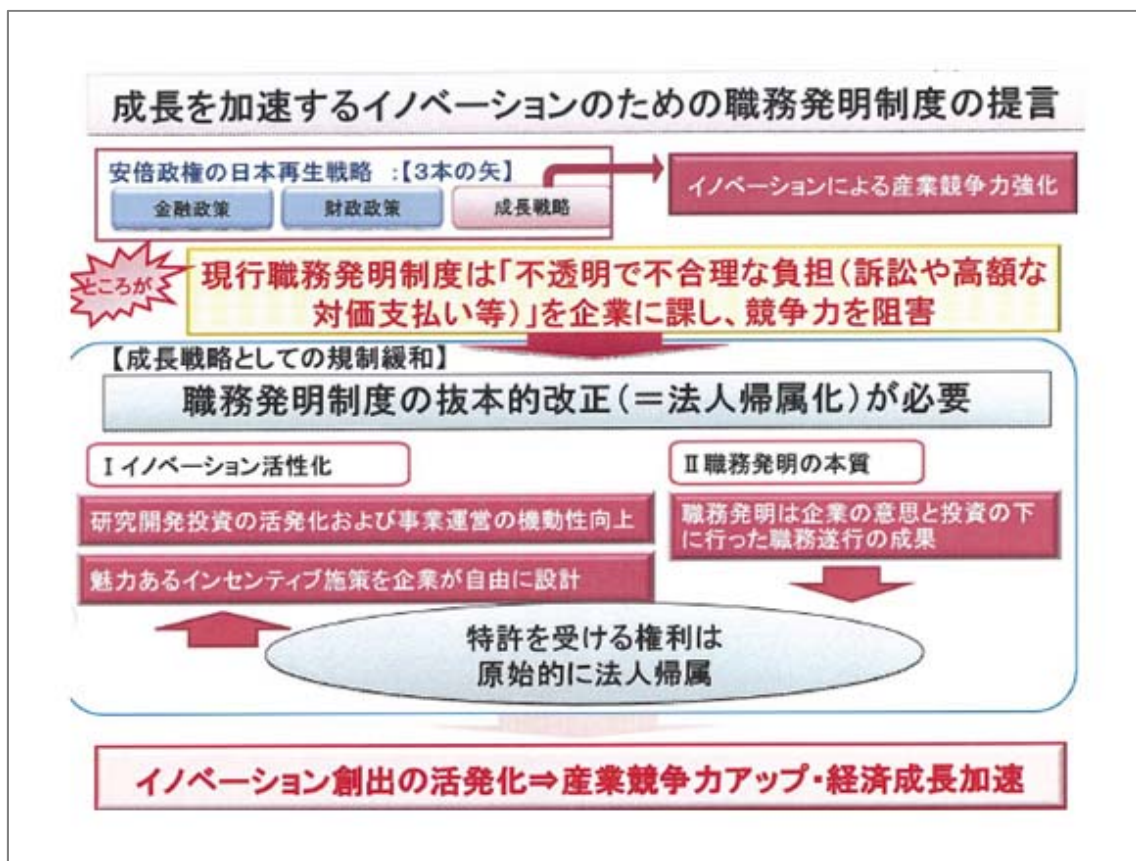 成長を加速するイノベーションのための職務発明制度の提言
安倍政権の日本再生戦略 ：【3本の矢】
金融政策
財政政策
成長戦略
イノベーションによる産業競争力強化
ところが
現行職務発明制度は「不透明で不合理な負担（訴訟や高額な
対価支払い等）」を企業に課し、競争力を阻害
【成長戦略としての規制緩和】
職務発明制度の抜本的改正（＝法人帰属化）が必要
Ⅰイノベーション活性化
研究開発投資の活発化および事業運営の機動性向上
魅力あるインセンティブ施策を企業が自由に設計
Ⅱ職務発明の本質
職務発明は企業の意思と投資の下
に行った職務遂行の成果
特許を受ける権利は
原始的に法人帰属
イノベーション創出の活発化⇒産業競争力アップ・経済成長加速